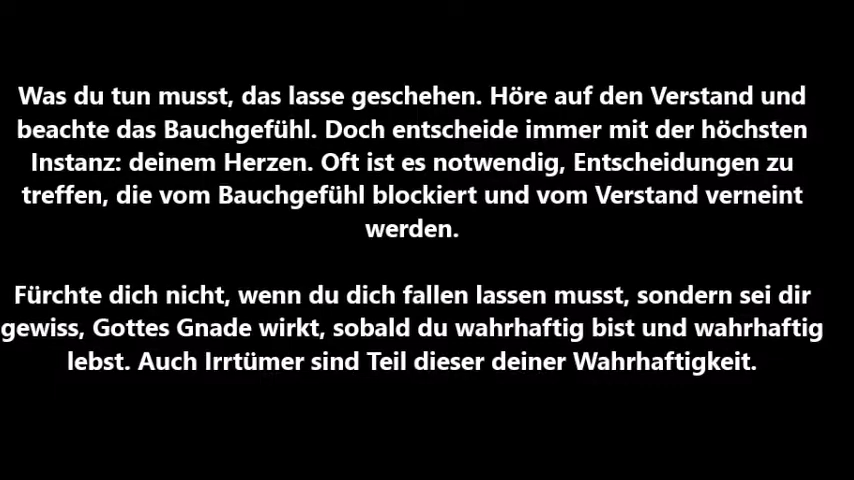 Was du tun musst, das lasse geschehen. Höre auf den Verstand und
beachte das Bauchgefühl. Doch entscheide immer mit der höchsten
Instanz: deinem Herzen. Oft ist es notwendig, Entscheidungen zu
treffen, die vom Bauchgefühl blockiert und vom Verstand verneint
werden.
Fürchte dich nicht, wenn du dich fallen lassen musst, sondern sei dir
gewiss, Gottes Gnade wirkt, sobald du wahrhaftig bist und wahrhaftig
lebst. Auch Irrtümer sind Teil dieser deiner Wahrhaftigkeit.